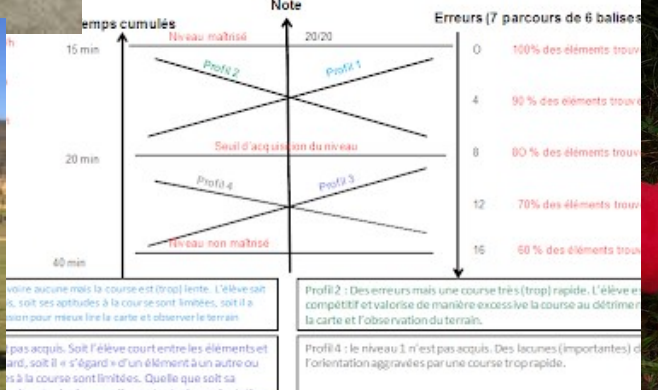 Note
emps cumulés
Erreurs (7 parcours de 6 balises
Niveau maîtrisé
20/20
15 min
0
100% des éléments trouv
Profil 2
Profil 1
4
90 % des éléments trouve
Seuil d'acquisition du niveau
20 min
8
80 % des éléments trouv
Profil 4
Profil 3
12
70% des éléments trouv
Niveau non maîtrisé
16
60 % des éléments trouv
40 min
voire aucune mais la course est (trop) lente. L'élève sait
is, soit ses aptitudes à la course sont limitées, soit il a
sion pour mieux lire la carte et observer le terrain
Profil 2 : Des erreurs mais une course très (trop) rapide. L'élève es
compétitif et valorise de manière excessive la course au détrimen
la carte et l'observation du terrain.
pas acquis. Soit l'élève court entre les éléments et
ard, soit il « s'égard » d'un élément à un autre ou
s à la course sont limitées. Quelle que soit sa
Profil 4 : le niveau 1 n'est pas acquis. Des lacunes (importantes) d
l'orientation aggravées par une course trop rapide.